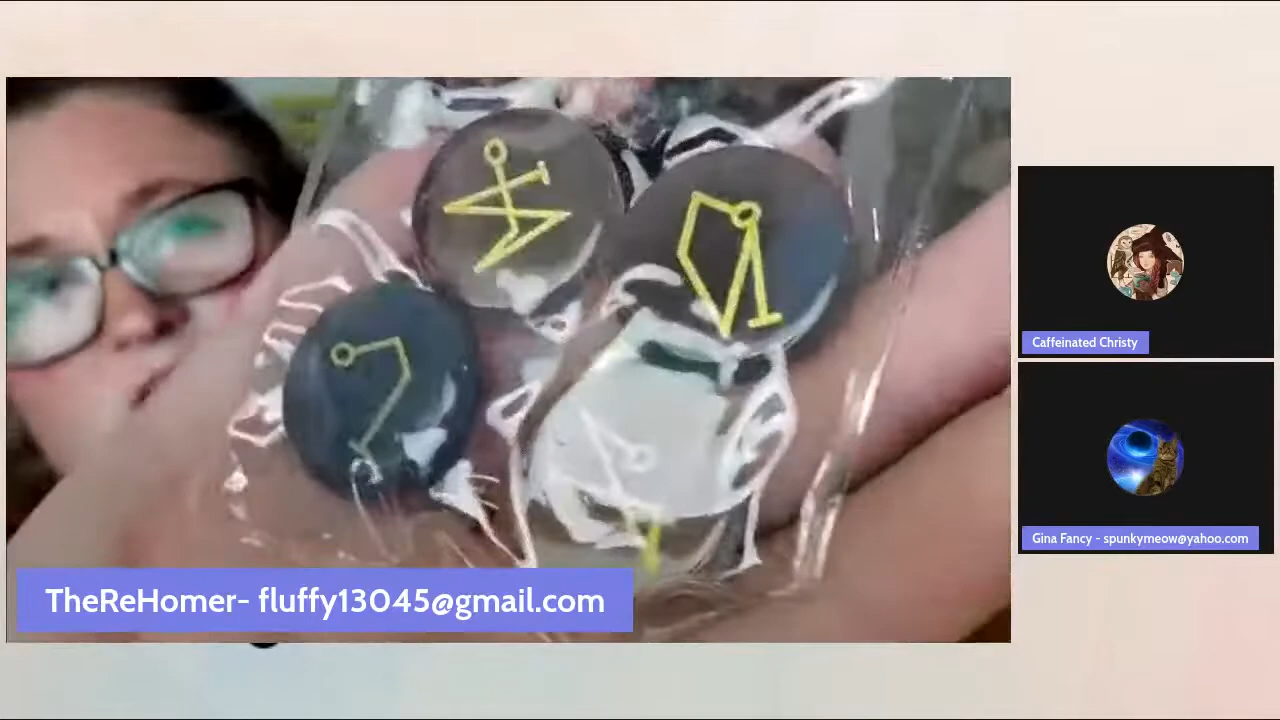 TheReHomer- fluffy13045@gmail.com
Caffeinated Christy
Gina Fancy - spunkymeow@yahoo.com